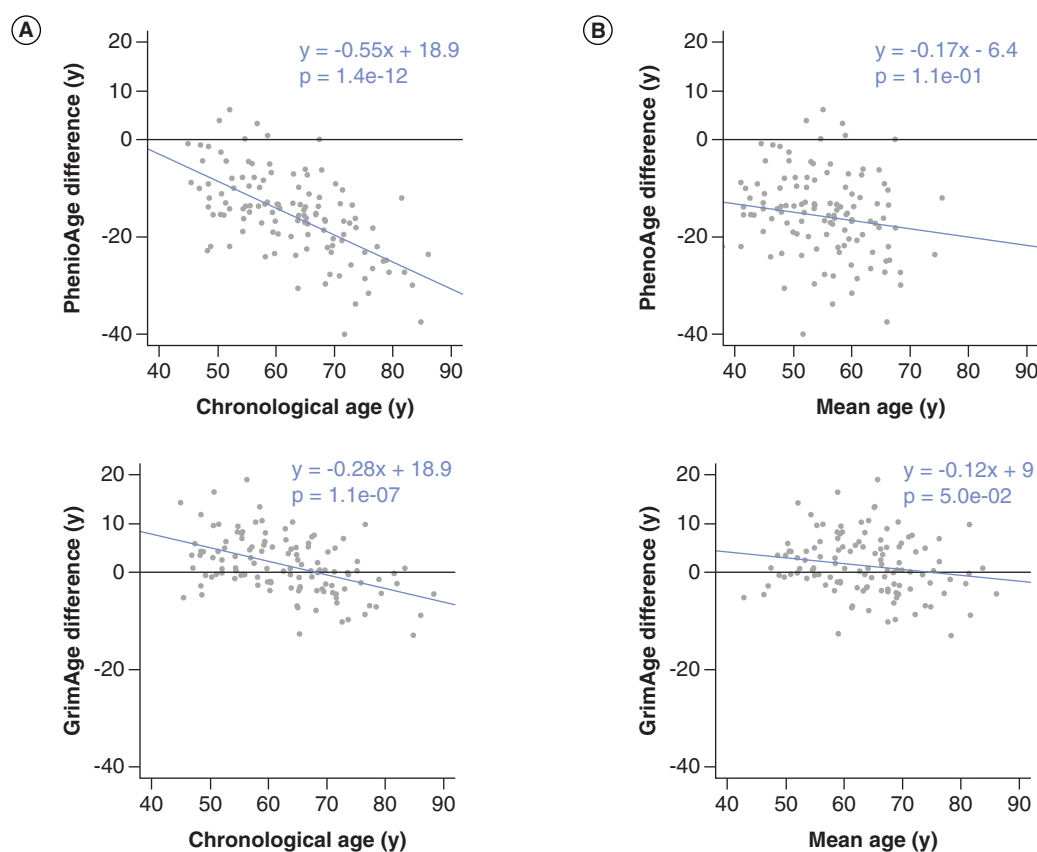 A
20
10
0
-20
-40
PhenioAge difference (y)
y = -0.55x + 18.9
p = 1.4e-12
40 50 60 70 80 90
Chronological age (y)
B
20
10
0
-20
-40
PhenoAge difference (y)
y = -0.17x - 6.4
p = 1.1e-01
40 50 60 70 80 90
Mean age (y)
20
10
0
-20
-40
GrimAge difference (y)
y = -0.28x + 18.9
p = 1.1e-07
40 50 60 70 80 90
Chronological age (y)
20
10
0
-20
-40
GrimAge difference (y)
y = -0.12x + 9
p = 5.0e-02
40 50 60 70 80 90
Mean age (y)